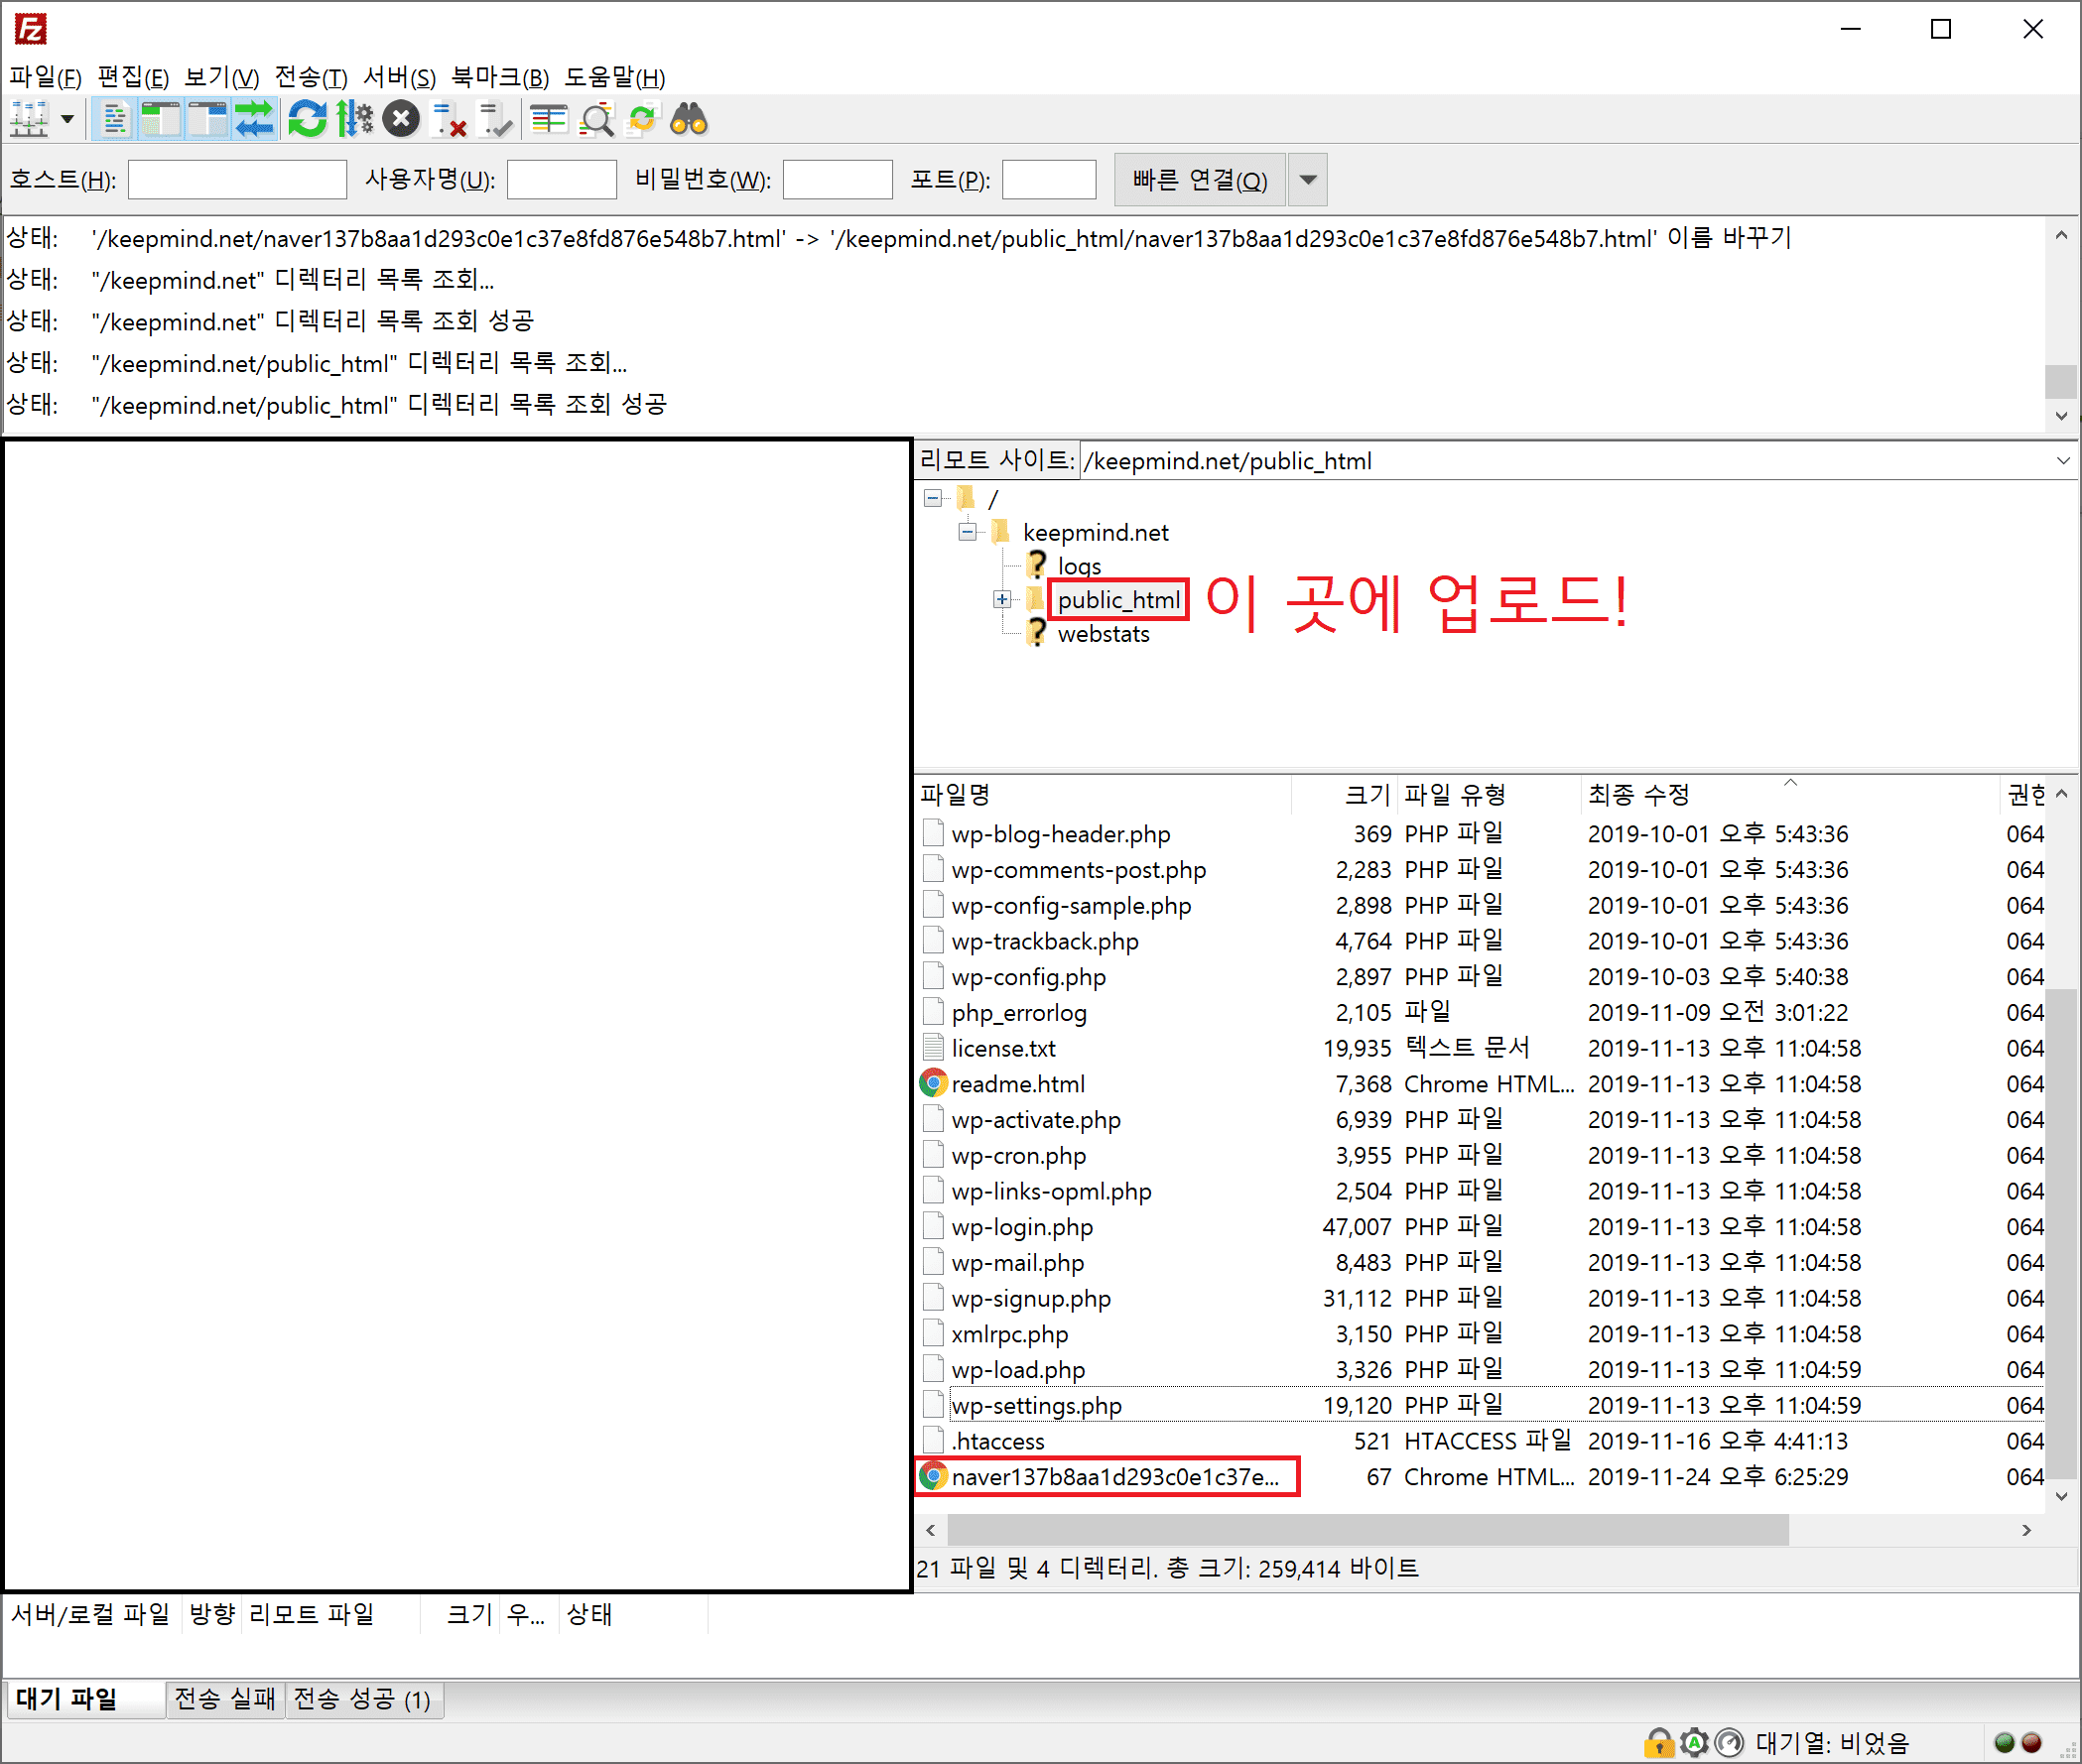 파일(F) 편집(E) 보기(V) 전송(T) 서버(S) 북마크(B) 도움말(H)
호스트(H): 사용자명(U): 비밀번호(W): 포트(P): 빠른 연결(Q)
상태: '/keepmind.net/naver137b8aa1d293c0e1c37e8fd876e548b7.html' -> '/keepmind.net/public_html/naver137b8aa1d293c0e1c37e8fd876e548b7.html' 이름 바꾸기
상태: "/keepmind.net" 디렉터리 목록 조회...
상태: "/keepmind.net" 디렉터리 목록 조회 성공
상태: "/keepmind.net/public_html" 디렉터리 목록 조회...
상태: "/keepmind.net/public_html" 디렉터리 목록 조회 성공
리모트 사이트: /keepmind.net/public_html
/
keepmind.net
logs
public_html 이 곳에 업로드!
webstats
파일명 크기 파일 유형 최종 수정 권한
wp-blog-header.php 369 PHP 파일 2019-10-01 오후 5:43:36 064
wp-comments-post.php 2,283 PHP 파일 2019-10-01 오후 5:43:36 064
wp-config-sample.php 2,898 PHP 파일 2019-10-01 오후 5:43:36 064
wp-trackback.php 4,764 PHP 파일 2019-10-01 오후 5:43:36 064
wp-config.php 2,897 PHP 파일 2019-10-03 오후 5:40:38 064
php_errorlog 2,105 파일 2019-11-09 오전 3:01:22 064
license.txt 19,935 텍스트 문서 2019-11-13 오후 11:04:58 064
readme.html 7,368 Chrome HTML... 2019-11-13 오후 11:04:58 064
wp-activate.php 6,939 PHP 파일 2019-11-13 오후 11:04:58 064
wp-cron.php 3,955 PHP 파일 2019-11-13 오후 11:04:58 064
wp-links-opml.php 2,504 PHP 파일 2019-11-13 오후 11:04:58 064
wp-login.php 47,007 PHP 파일 2019-11-13 오후 11:04:58 064
wp-mail.php 8,483 PHP 파일 2019-11-13 오후 11:04:58 064
wp-signup.php 31,112 PHP 파일 2019-11-13 오후 11:04:58 064
xmlrpc.php 3,150 PHP 파일 2019-11-13 오후 11:04:58 064
wp-load.php 3,326 PHP 파일 2019-11-13 오후 11:04:59 064
wp-settings.php 19,120 PHP 파일 2019-11-13 오후 11:04:59 064
.htaccess 521 HTACCESS 파일 2019-11-16 오후 4:41:13 064
naver137b8aa1d293c0e1c37e... 67 Chrome HTML... 2019-11-24 오후 6:25:29 064
21 파일 및 4 디렉터리. 총 크기: 259,414 바이트
서버/로컬 파일 방향 리모트 파일 크기 우... 상태
대기 파일 전송 실패 전송 성공 (1)
대기열: 비었음